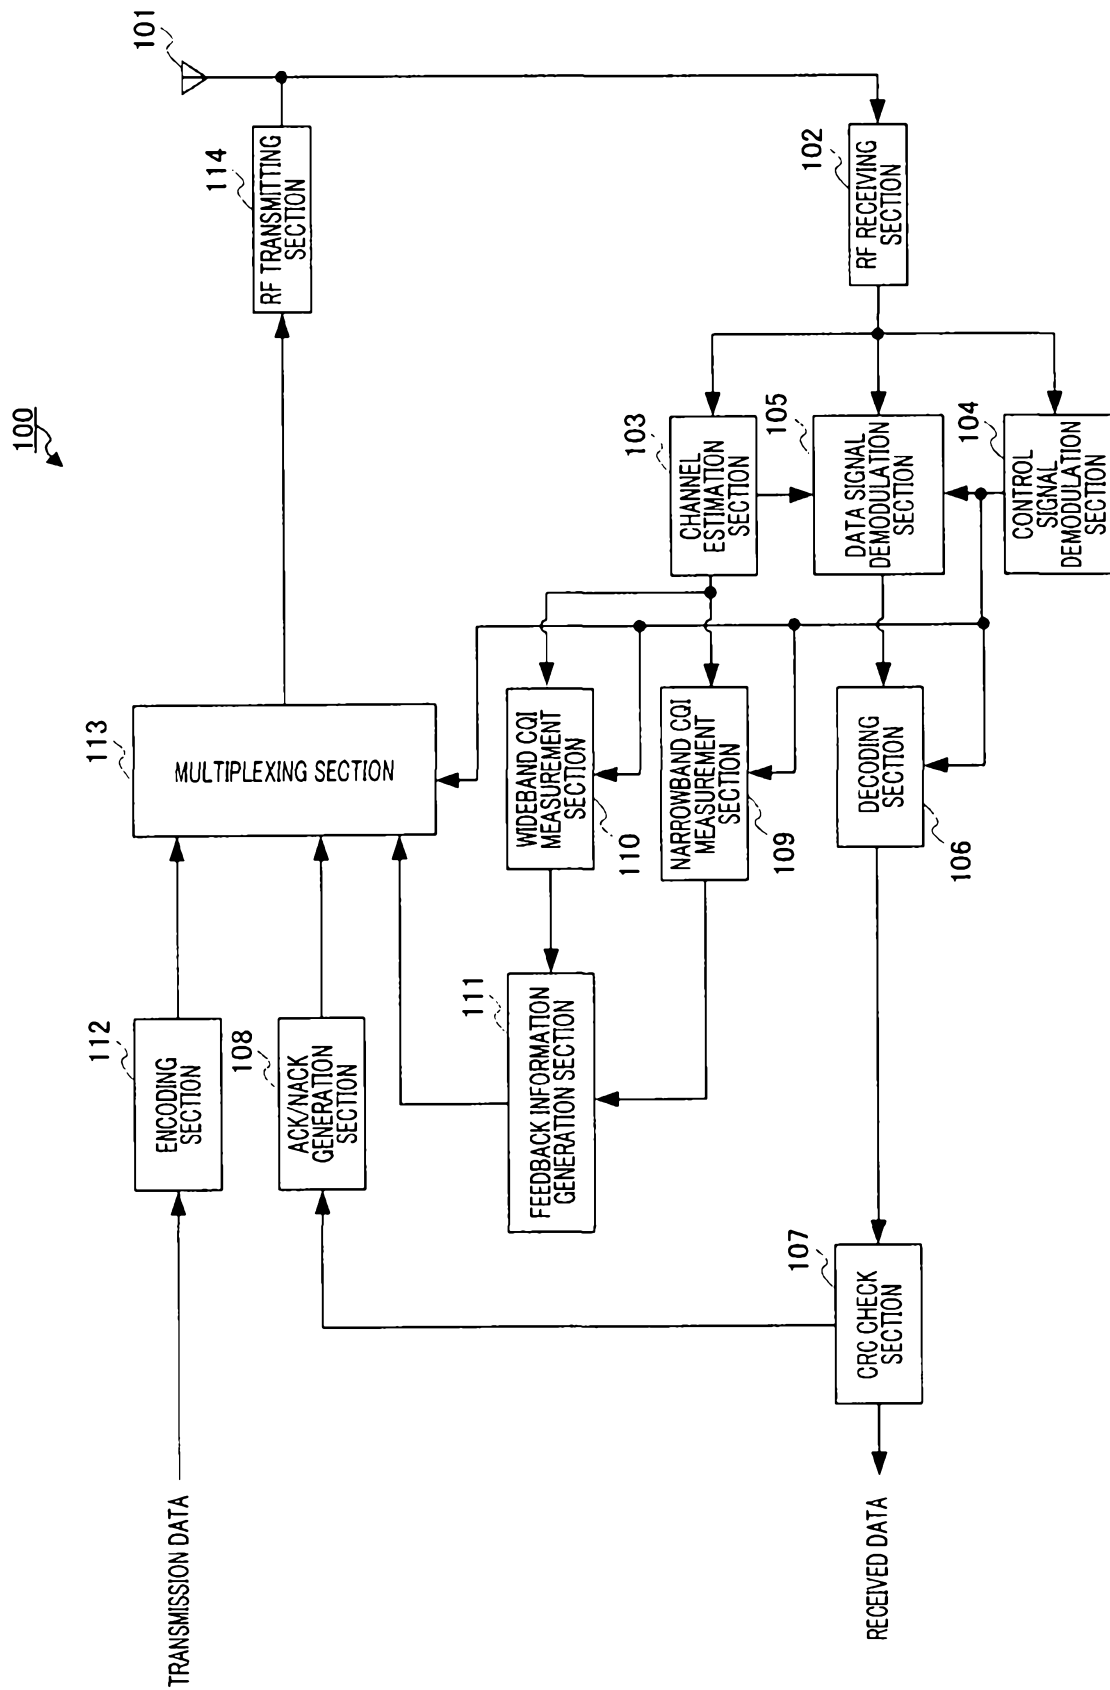 100
101
114
RF TRANSMITTING
SECTION
102
RF RECEIVING
SECTION
113
MULTIPLEXING SECTION
103
CHANNEL
ESTIMATION
SECTION
105
DATA SIGNAL
DEMODULATION
SECTION
104
CONTROL
SIGNAL
DEMODULATION
SECTION
WIDEBAND CQI
MEASUREMENT
SECTION
110
NARROWBAND CQI
MEASUREMENT
SECTION
109
DECODING
SECTION
106
112
ENCODING
SECTION
108
ACK/NACK
GENERATION
SECTION
111
FEEDBACK INFORMATION
GENERATION SECTION
107
CRC CHECK
SECTION
TRANSMISSION DATA
RECEIVED DATA